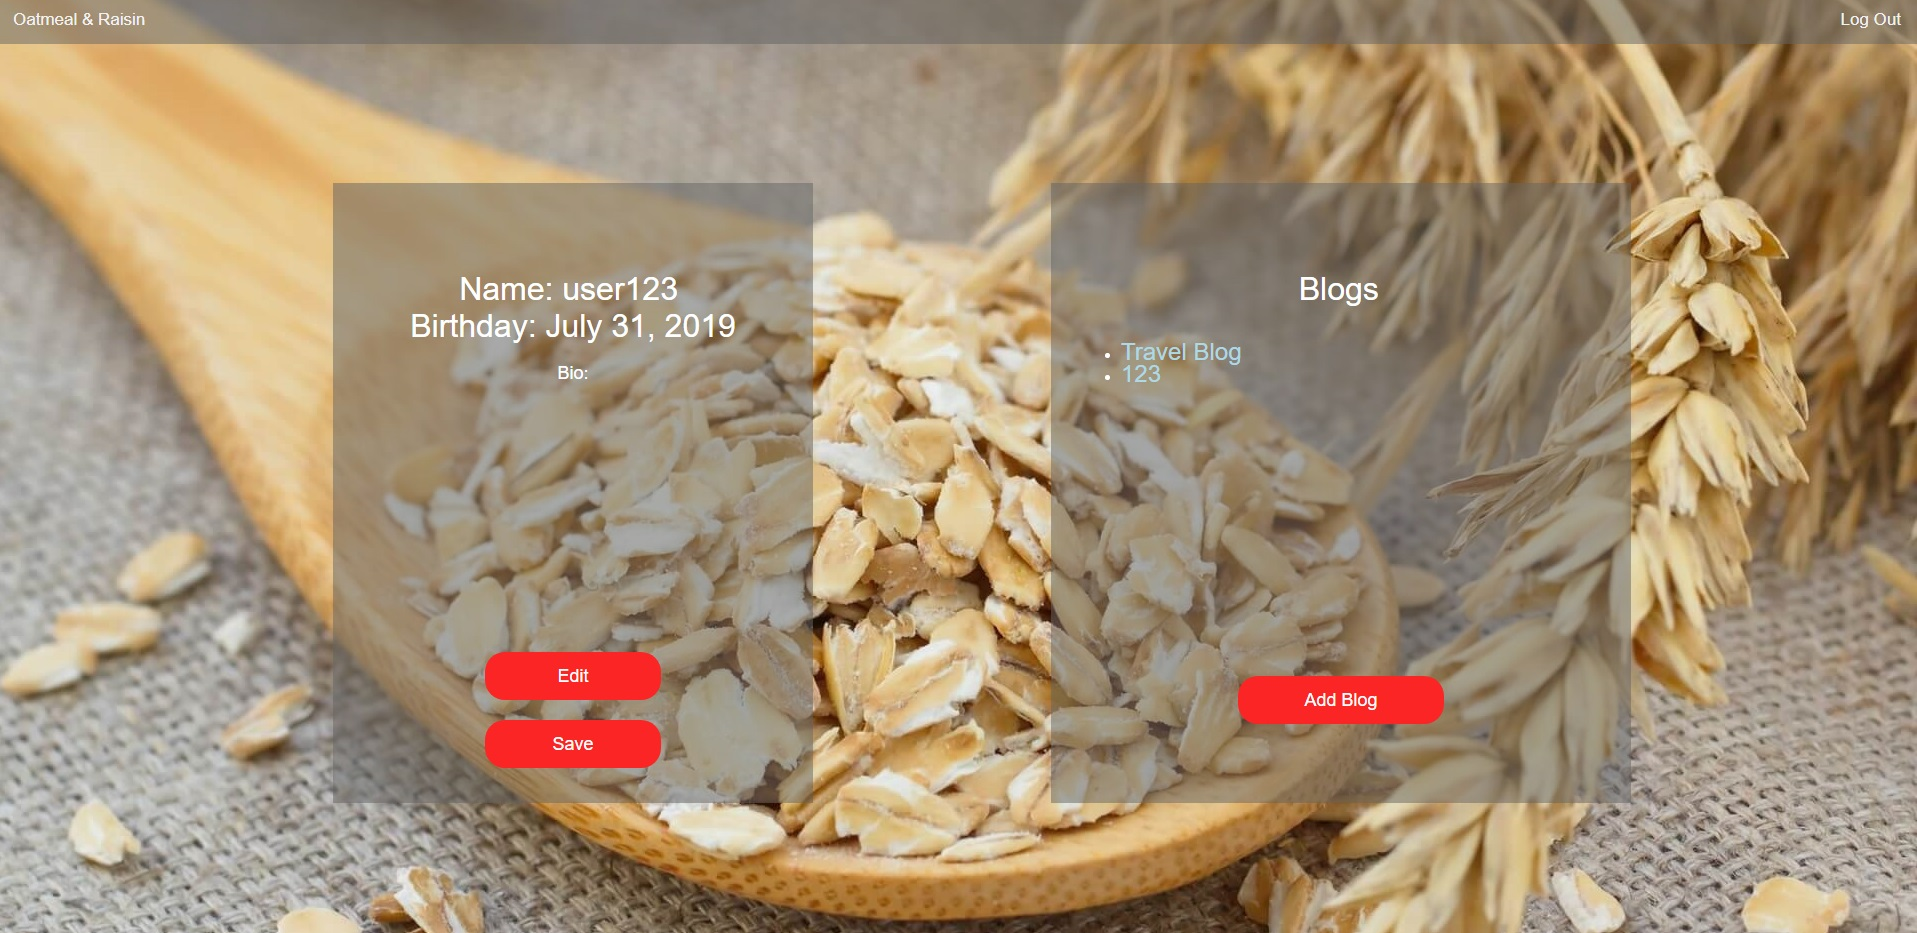 Oatmeal & Raisin
Log Out
Name: user123
Birthday: July 31, 2019
Bio:
Edit
Save
Blogs
Travel Blog
123
Add Blog